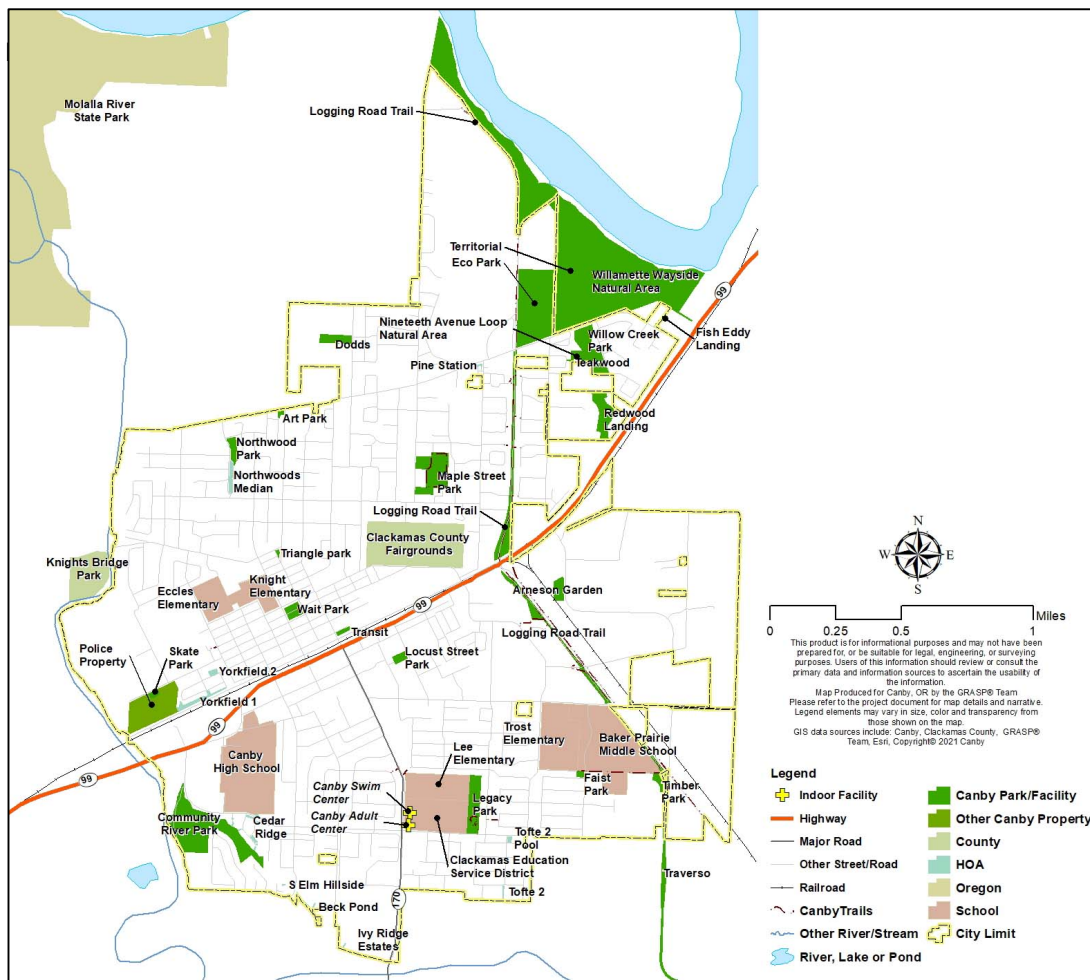 Molalla River
State Park
Logging Road Trail
Territorial
Eco Park
Willamette Wayside
Natural Area
99
Nineteeth Avenue Loop
Natural Area
Willow Creek
Park
Fish Eddy
Landing
Dodds
Pine Station
Teakwood
Art Park
Redwood
Landing
Northwood
Park
Northwoods
Median
Maple Street
Park
Logging Road Trail
Clackamas County
Fairgrounds
Knights Bridge
Park
Triangle park
Eccles
Elementary
Knight
Elementary
Wait Park
99
Arneson Garden
Transit
Logging Road Trail
Police
Property
Skate
Park
Yorkfield 2
Locust Street
Park
Yorkfield 1
99
Trost
Elementary
Baker Prairie
Middle School
Canby
High School
Lee
Elementary
Canby Swim
Center
Canby Adult
Center
Legacy
Park
Faist
Park
Timber
Park
Community
River Park
Cedar
Ridge
Tofte 2
Pool
Clackamas Education
Service District
Traverso
S Elm Hillside
Tofte 2
Beck Pond
170
Ivy Ridge
Estates
N
W
E
S
Miles
0
0.25
0.5
1
This product is for informational purposes and may not have been
prepared for, or be suitable for legal, engineering, or surveying
purposes. Users of this information should review or consult the
primary data and information sources to ascertain the usability of
the information.
Map Produced for Canby, OR by the GRASP® Team
Please refer to the project document for map details and narrative.
Legend elements may vary in size, color and transparency from
those shown on the map.
GIS data sources include: Canby, Clackamas County, GRASP®
Team, Esri, Copyright© 2021 Canby
Legend
Indoor Facility
Highway
Major Road
Other Street/Road
Railroad
CanbyTrails
Other River/Stream
River, Lake or Pond
Canby Park/Facility
Other Canby Property
County
HOA
Oregon
School
City Limit